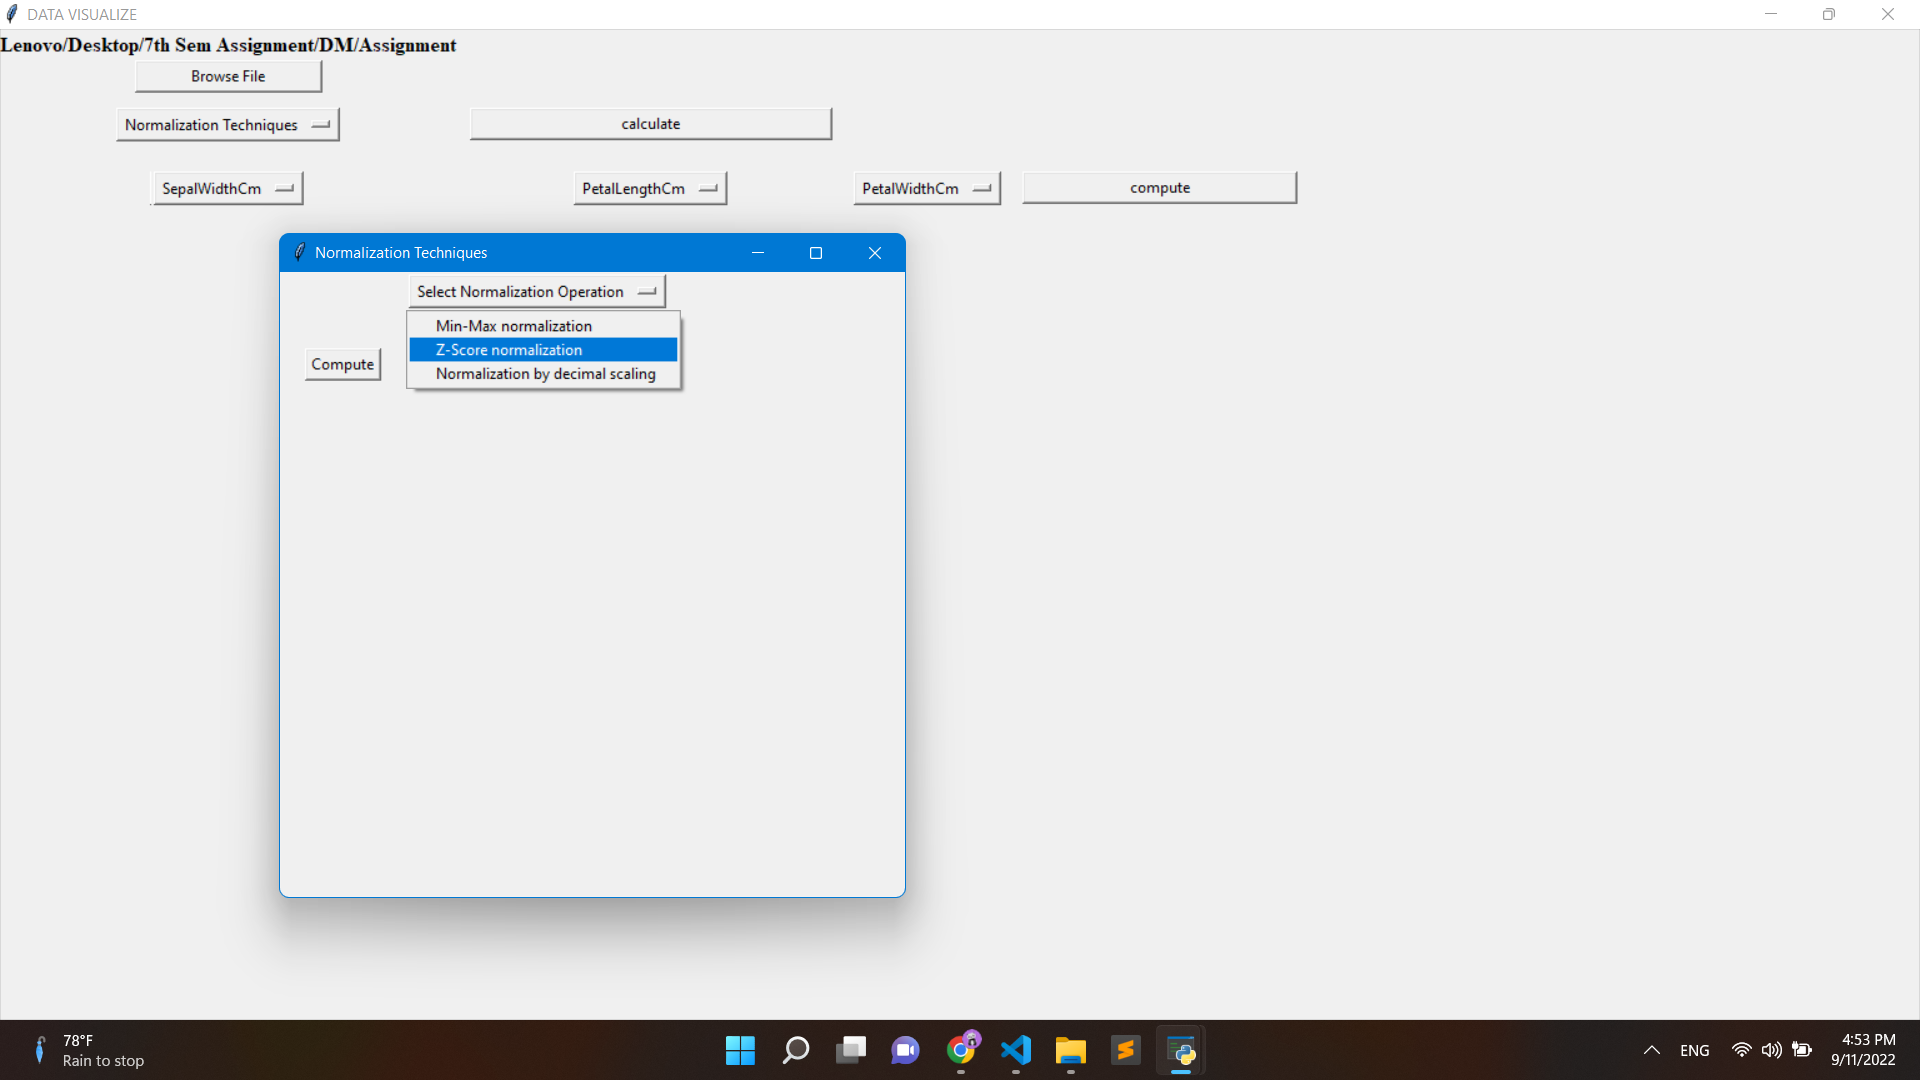 DATA VISUALIZE
Lenovo/Desktop/7th Sem Assignment/DM/Assignment
Browse File
Normalization Techniques
calculate
SepalWidthCm
PetalLengthCm
PetalWidthCm
compute
Normalization Techniques
Select Normalization Operation
Min-Max normalization
Z-Score normalization
Normalization by decimal scaling
Compute
78°F
Rain to stop
ENG
4:53 PM
9/11/2022